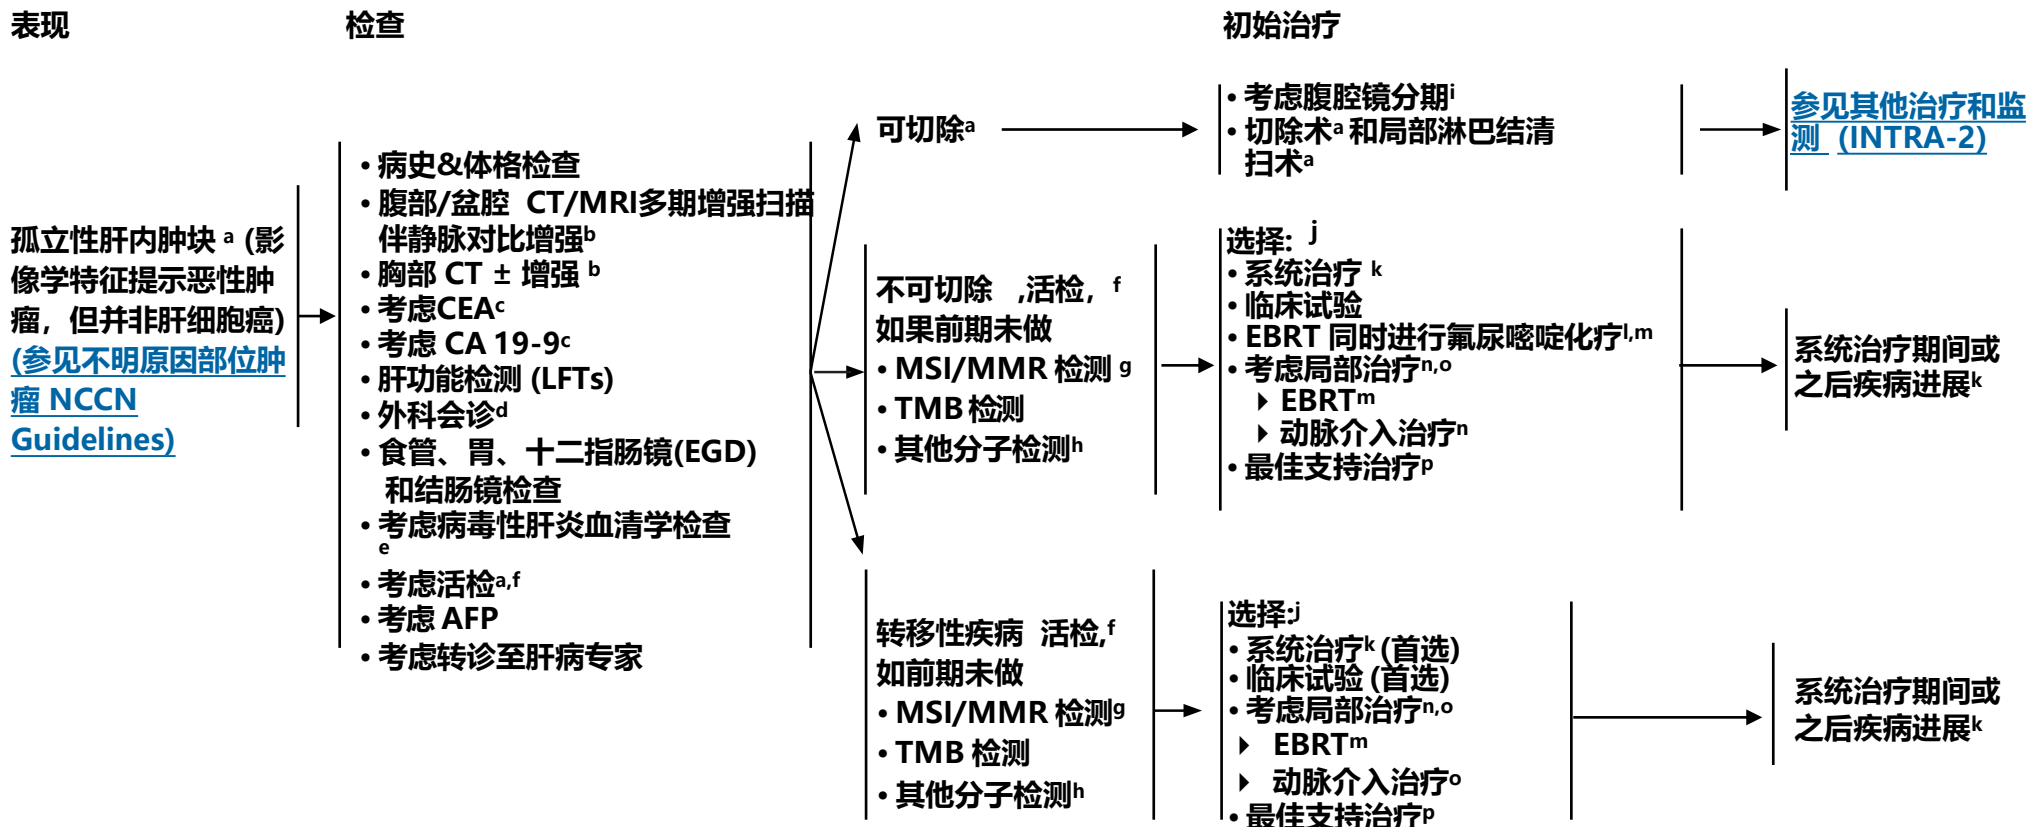 表现
检查
初始治疗
孤立性肝内肿块 a (影
像学特征提示恶性肿
瘤，但并非肝细胞癌)
(参见不明原因部位肿
瘤 NCCN
Guidelines)
• 病史&体格检查
• 腹部/盆腔 CT/MRI多期增强扫描
伴静脉对比增强b
• 胸部 CT ± 增强 b
• 考虑CEAc
• 考虑 CA 19-9c
• 肝功能检测 (LFTs)
• 外科会诊d
• 食管、胃、十二指肠镜(EGD)
和结肠镜检查
• 考虑病毒性肝炎血清学检查
e
• 考虑活检a,f
• 考虑 AFP
• 考虑转诊至肝病专家
可切除a
• 考虑腹腔镜分期i
• 切除术a 和局部淋巴结清
扫术a
参见其他治疗和监
测 (INTRA-2)
不可切除 ,活检， f
如果前期未做
• MSI/MMR 检测 g
• TMB 检测
• 其他分子检测h
选择: j
• 系统治疗 k
• 临床试验
• EBRT 同时进行氟尿嘧啶化疗l,m
• 考虑局部治疗n,o
EBRTm
动脉介入治疗n
• 最佳支持治疗p
系统治疗期间或
之后疾病进展k
转移性疾病 活检,f
如前期未做
• MSI/MMR 检测g
• TMB 检测
• 其他分子检测h
选择:j
• 系统治疗k (首选)
• 临床试验 (首选)
• 考虑局部治疗n,o
EBRTm
动脉介入治疗o
• 最佳支持治疗p
系统治疗期间或
之后疾病进展k